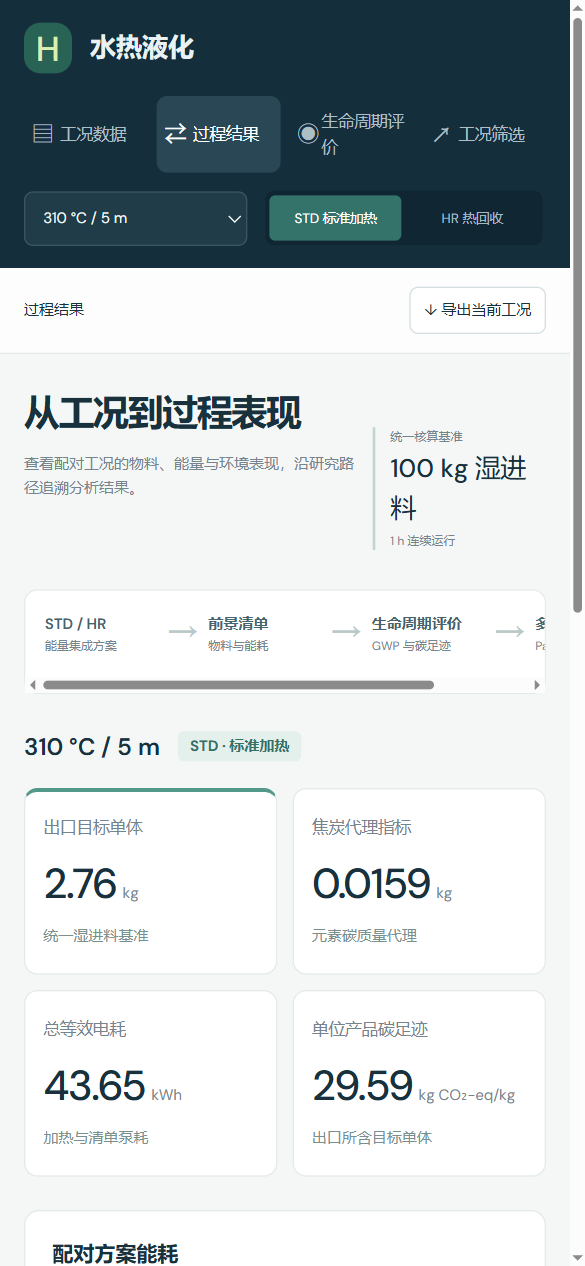 H 水热液化
工况数据 过程结果 生命周期评价 工况筛选
310 °C / 5 m STD 标准加热 HR 热回收
过程结果 导出当前工况
从工况到过程表现
查看配对工况的物料、能量与环境表现，沿研究路
径追溯分析结果。
统一核算基准
100 kg 湿进
料
1 h 连续运行
STD / HR 前景清单 生命周期评价
能量集成方案 物料与能耗 GWP 与碳足迹
310 °C / 5 m STD · 标准加热
出口目标单体
2.76 kg
统一湿进料基准
焦炭代理指标
0.0159 kg
元素碳质量代理
总等效电耗
43.65 kWh
加热与清单泵耗
单位产品碳足迹
29.59 kg CO₂-eq/kg
出口所含目标单体
配对方案能耗